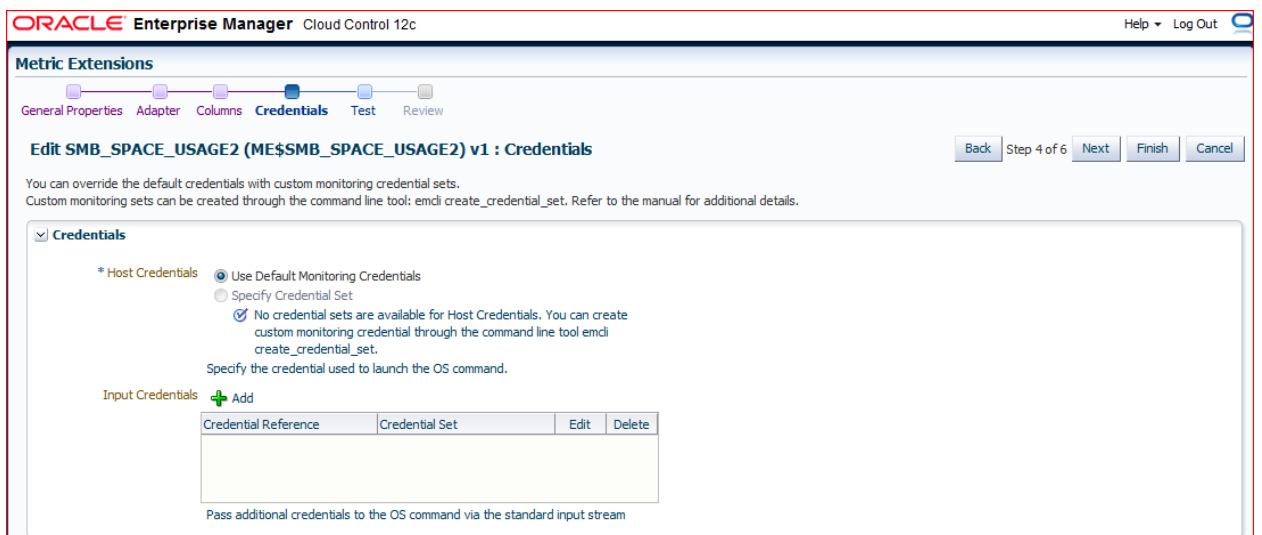 ORACLE Enterprise Manager Cloud Control 12c Help Log Out
Metric Extensions
General Properties Adapter Columns Credentials Test Review
Edit SMB_SPACE_USAGE2 (ME$SMB_SPACE_USAGE2) v1 : Credentials Back Step 4 of 6 Next Finish Cancel
You can override the default credentials with custom monitoring credential sets.
Custom monitoring sets can be created through the command line tool: emcli create_credential_set. Refer to the manual for additional details.
Credentials
* Host Credentials Use Default Monitoring Credentials
Specify Credential Set
No credential sets are available for Host Credentials. You can create
custom monitoring credential through the command line tool emcli
create_credential_set.
Specify the credential used to launch the OS command.
Input Credentials Add
Credential Reference Credential Set Edit Delete
Pass additional credentials to the OS command via the standard input stream